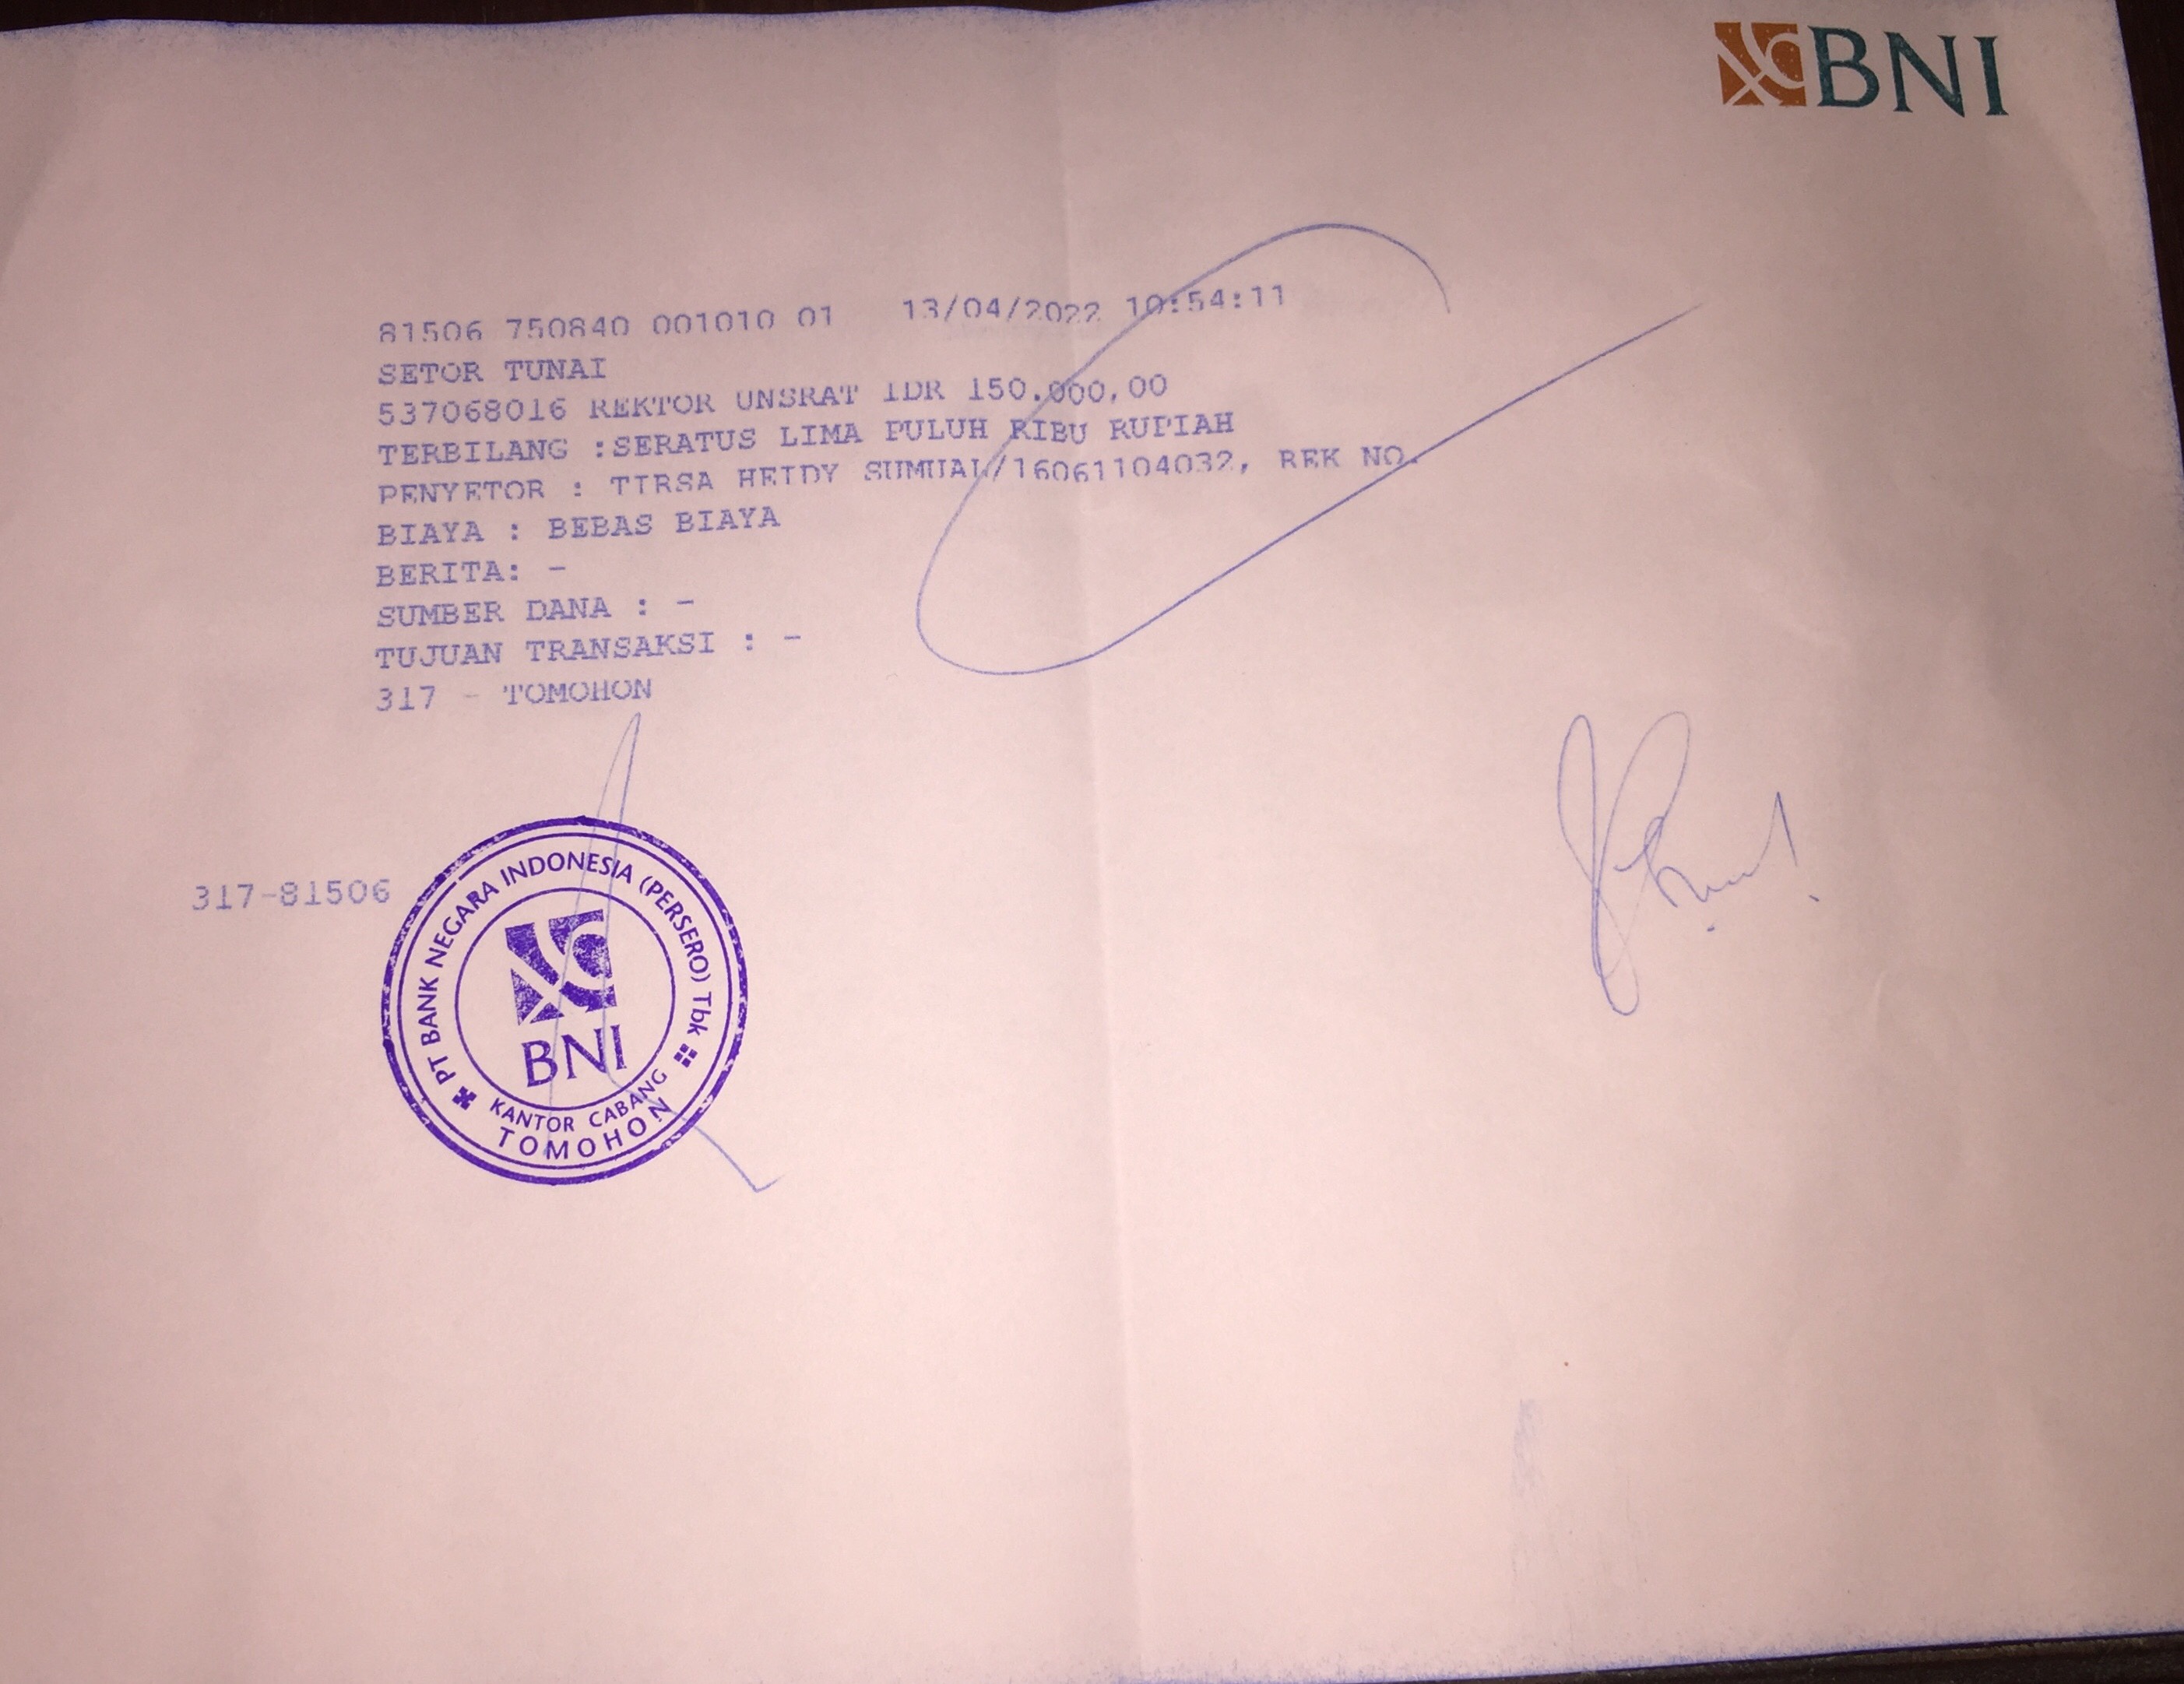 BNI
81506 750840 001010 01 13/04/2022 10:54:11
SETOR TUNAI
537068016 REKTOR UNSRAT IDR 150.000,00
TERBILANG :SERATUS LIMA PULUH RIBU RUPIAH
PENYETOR : TIRSA HEIDY SUMUAL/16061104032, REK NO.
BIAYA : BEBAS BIAYA
BERITA: -
SUMBER DANA : -
TUJUAN TRANSAKSI : -
317 - TOMOHON
317-81506
PT BANK NEGARA INDONESIA (PERSERO) Tbk
BNI
KANTOR CABANG
TOMOHON